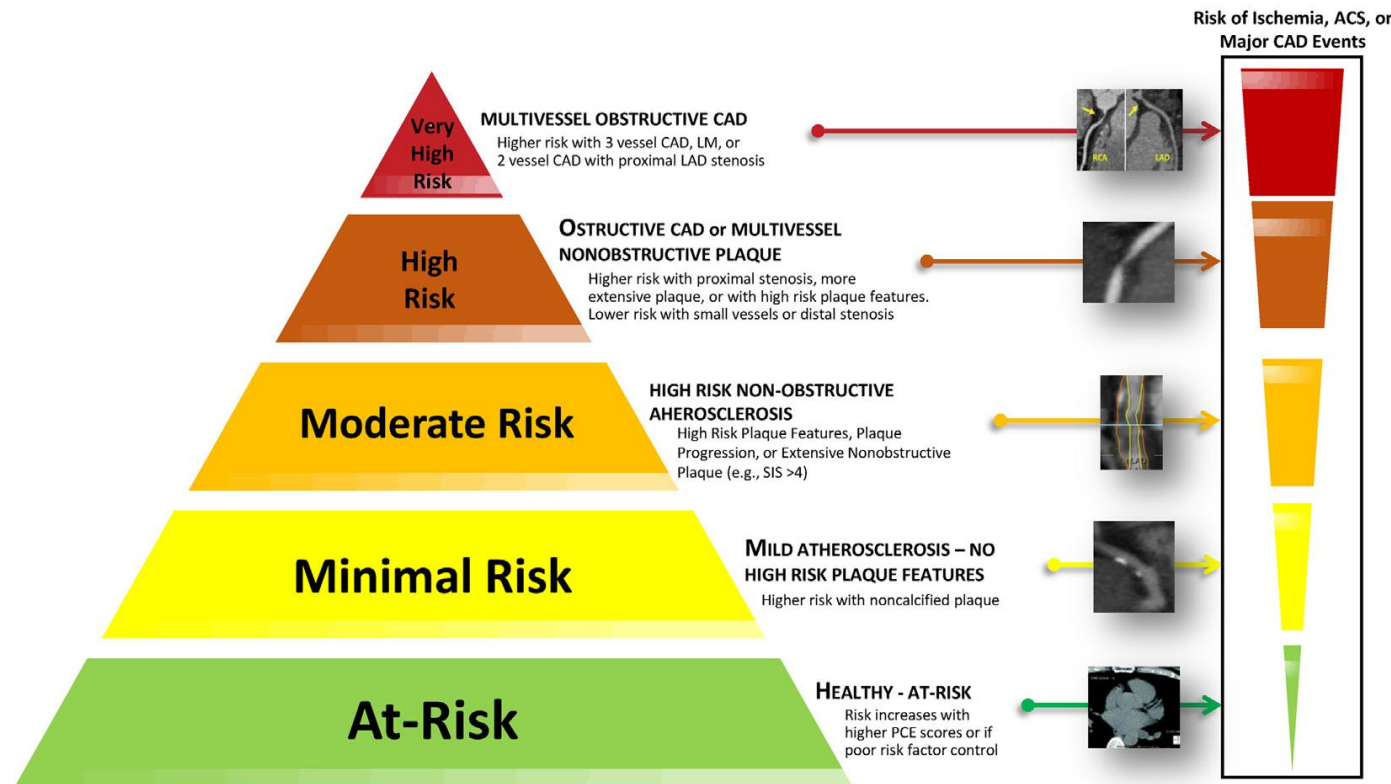 Risk of Ischemia, ACS, or
Major CAD Events
Very
High
Risk
MULTIVESSEL OBSTRUCTIVE CAD
Higher risk with 3 vessel CAD, LM, or
2 vessel CAD with proximal LAD stenosis
RCA
LAD
High
Risk
OSTRUCTIVE CAD or MULTIVESSEL
NONOBSTRUCTIVE PLAQUE
Higher risk with proximal stenosis, more
extensive plaque, or with high risk plaque features.
Lower risk with small vessels or distal stenosis
Moderate Risk
HIGH RISK NON-OBSTRUCTIVE
AHEROSCLEROSIS
High Risk Plaque Features, Plaque
Progression, or Extensive Nonobstructive
Plaque (e.g., SIS >4)
Minimal Risk
MILD ATHEROSCLEROSIS – NO
HIGH RISK PLAQUE FEATURES
Higher risk with noncalcified plaque
At-Risk
HEALTHY - AT-RISK
Risk increases with
higher PCE scores or if
poor risk factor control